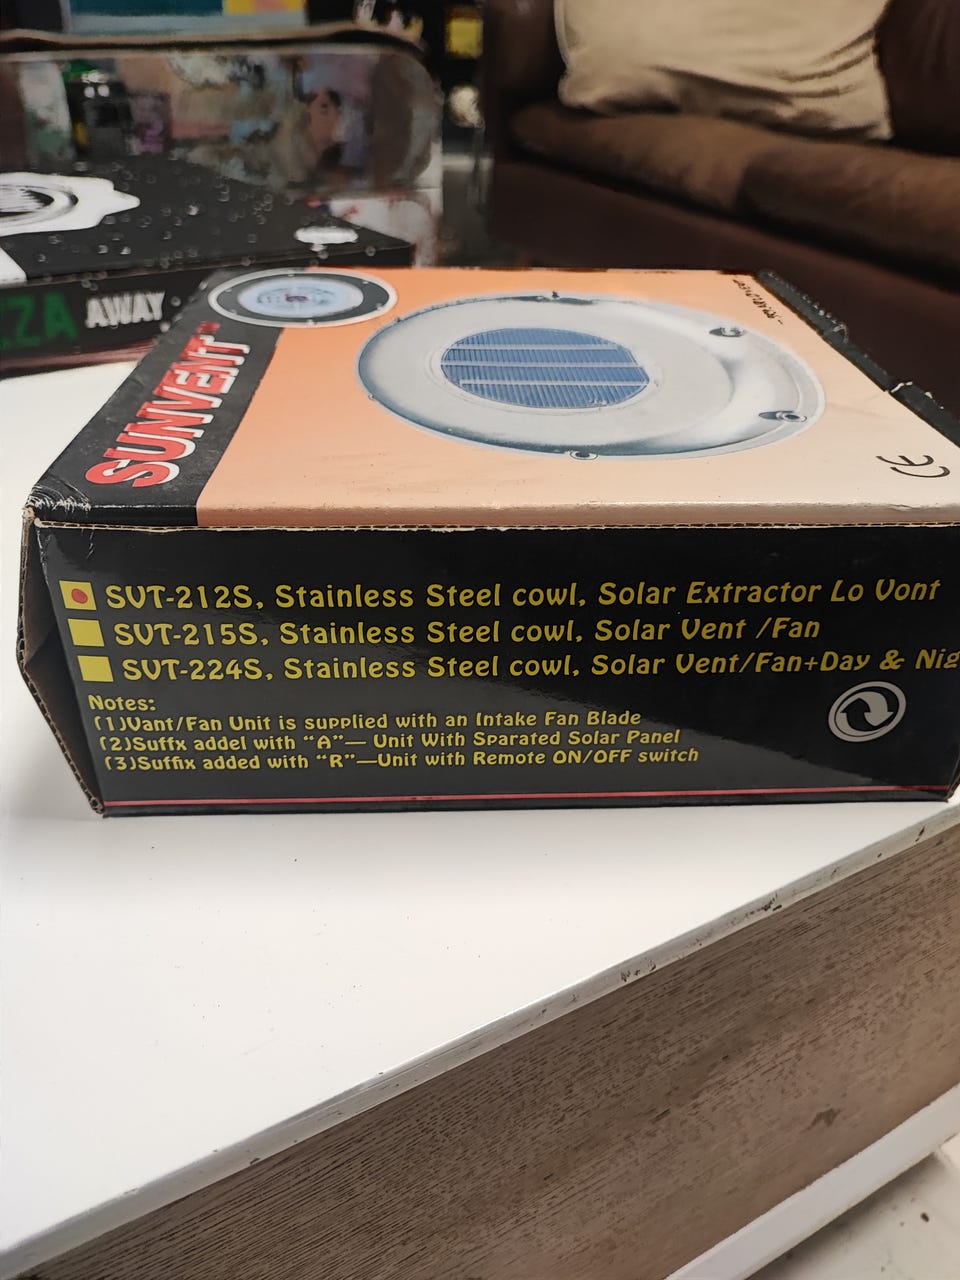 ZZA AWAY
SUNVENT™
CE
SVT-212S, Stainless Steel cowl, Solar Extractor Lo Vont
SVT-215S, Stainless Steel cowl, Solar Vent /Fan
SVT-224S, Stainless Steel cowl, Solar Vent/Fan+Day & Nig
Notes:
(1)Vant/Fan Unit is supplied with an Intake Fan Blade
(2)Suffx addel with “A”— Unit With Sparated Solar Panel
(3)Suffix added with “R”—Unit with Remote ON/OFF switch